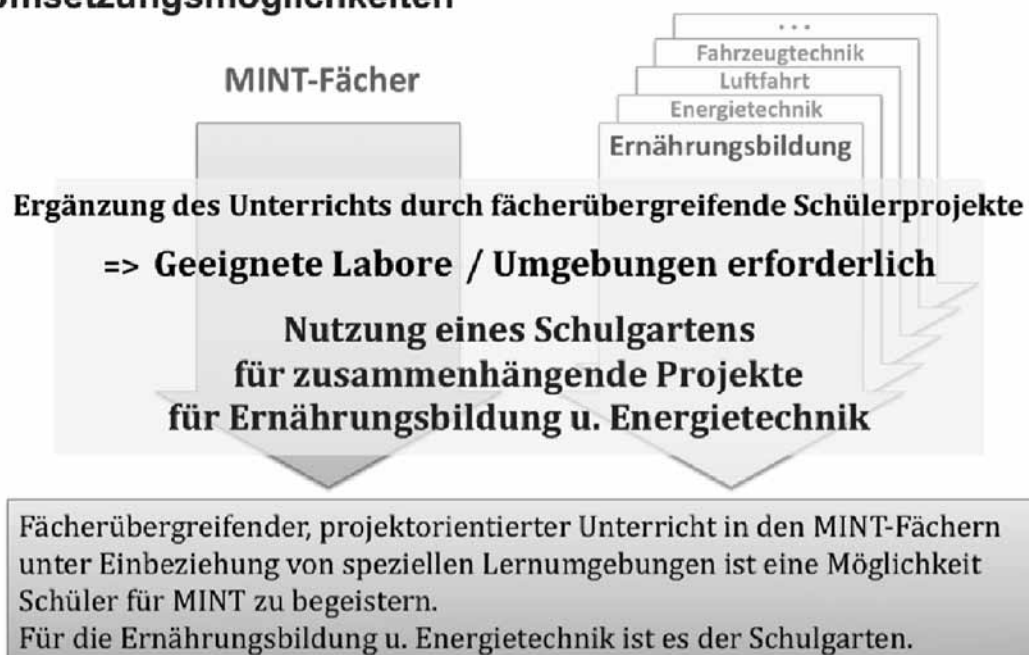 Umsetzungsmöglichkeiten
MINT-Fächer
...
Fahrzeugtechnik
Luftfahrt
Energietechnik
Ernährungsbildung
Ergänzung des Unterrichts durch fächerübergreifende Schülerprojekte
=> Geeignete Labore / Umgebungen erforderlich
Nutzung eines Schulgartens
für zusammenhängende Projekte
für Ernährungsbildung u. Energietechnik
Fächerübergreifender, projektorientierter Unterricht in den MINT-Fächern
unter Einbeziehung von speziellen Lernumgebungen ist eine Möglichkeit
Schüler für MINT zu begeistern.
Für die Ernährungsbildung u. Energietechnik ist es der Schulgarten.